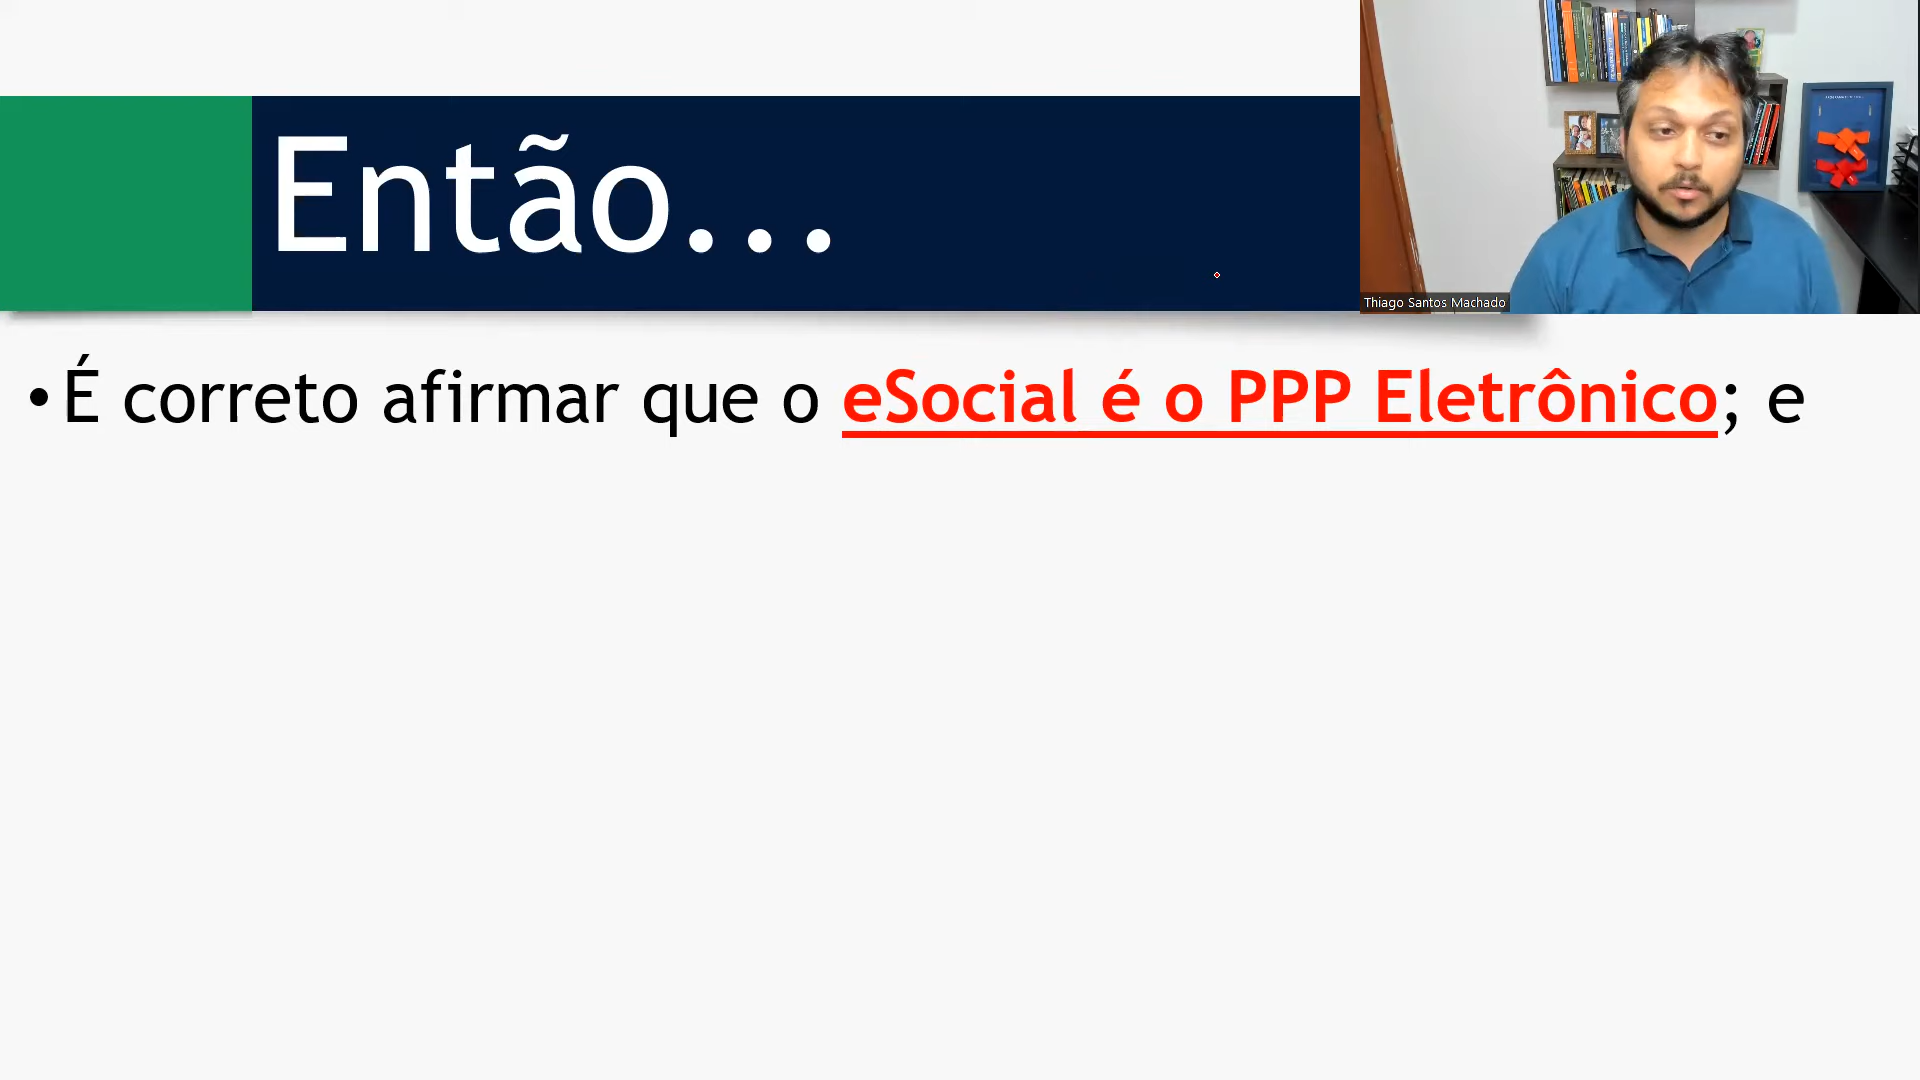 Então...
Thiago Santos Machado
• É correto afirmar que o eSocial é o PPP Eletrônico; e